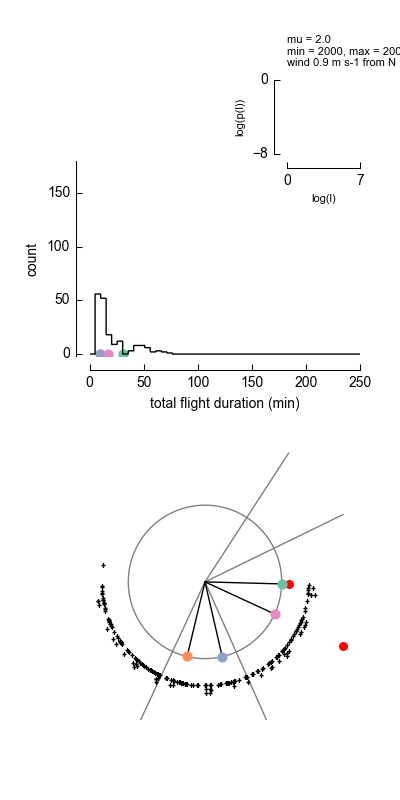 mu = 2.0
min = 2000, max = 200
wind 0.9 m s-1 from N
0
log(p(l))
−8
0 7
log(l)
150
100
count
50
0
0 50 100 150 200 250
total flight duration (min)